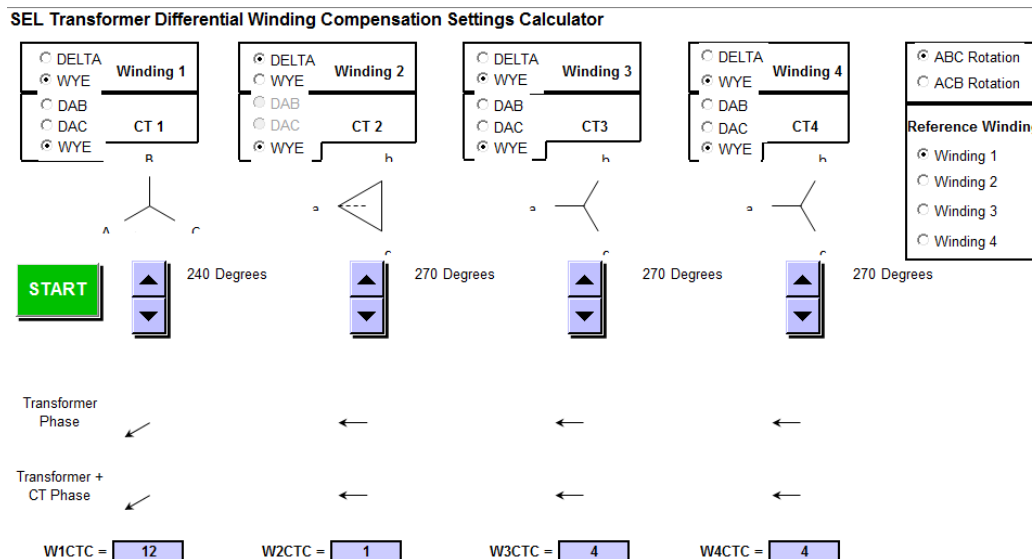 SEL Transformer Differential Winding Compensation Settings Calculator
DELTA
WYE
Winding 1
DAB
DAC
WYE
CT 1
DELTA
WYE
Winding 2
DAB
DAC
WYE
CT 2
DELTA
WYE
Winding 3
DAB
DAC
WYE
CT3
DELTA
WYE
Winding 4
DAB
DAC
WYE
CT4
ABC Rotation
ACB Rotation
Reference Winding
Winding 1
Winding 2
Winding 3
Winding 4
B
A
C
b
a
c
b
a
c
b
a
c
START
240 Degrees
270 Degrees
270 Degrees
270 Degrees
Transformer
Phase
Transformer +
CT Phase
W1CTC = 12
W2CTC = 1
W3CTC = 4
W4CTC = 4